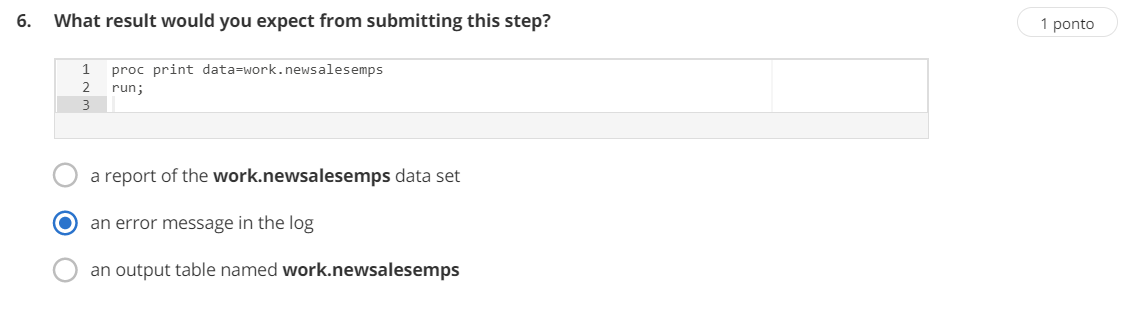 6. What result would you expect from submitting this step?
1 ponto
1 proc print data=work.newsalesemps
2 run;
3
a report of the work.newsalesemps data set
an error message in the log
an output table named work.newsalesemps